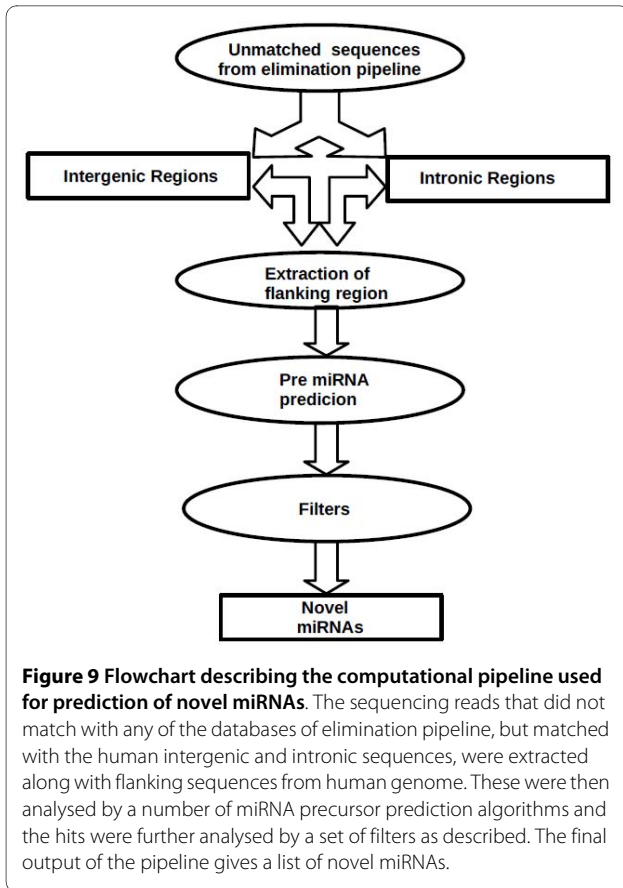 Unmatched sequences
from elimination pipeline
Intergenic Regions
Intronic Regions
Extraction of
flanking region
Pre miRNA
predicion
Filters
Novel
miRNAs
Figure 9 Flowchart describing the computational pipeline used
for prediction of novel miRNAs. The sequencing reads that did not
match with any of the databases of elimination pipeline, but matched
with the human intergenic and intronic sequences, were extracted
along with flanking sequences from human genome. These were then
analysed by a number of miRNA precursor prediction algorithms and
the hits were further analysed by a set of filters as described. The final
output of the pipeline gives a list of novel miRNAs.